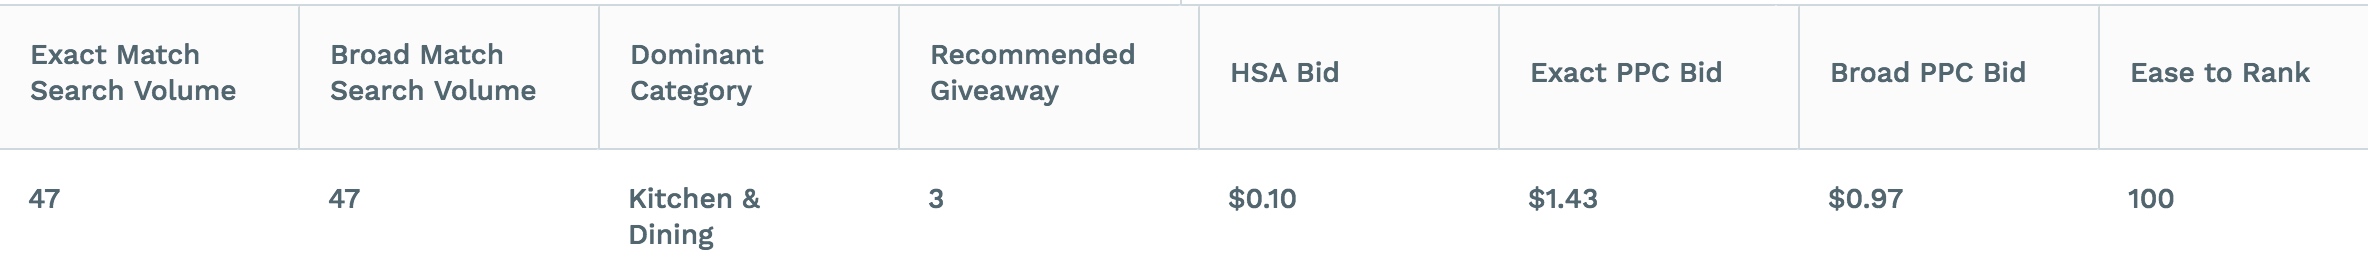 Exact Match
Search Volume
Broad Match
Search Volume
Dominant
Category
Recommended
Giveaway
HSA Bid
Exact PPC Bid
Broad PPC Bid
Ease to Rank
47
47
Kitchen &
Dining
3
$0.10
$1.43
$0.97
100